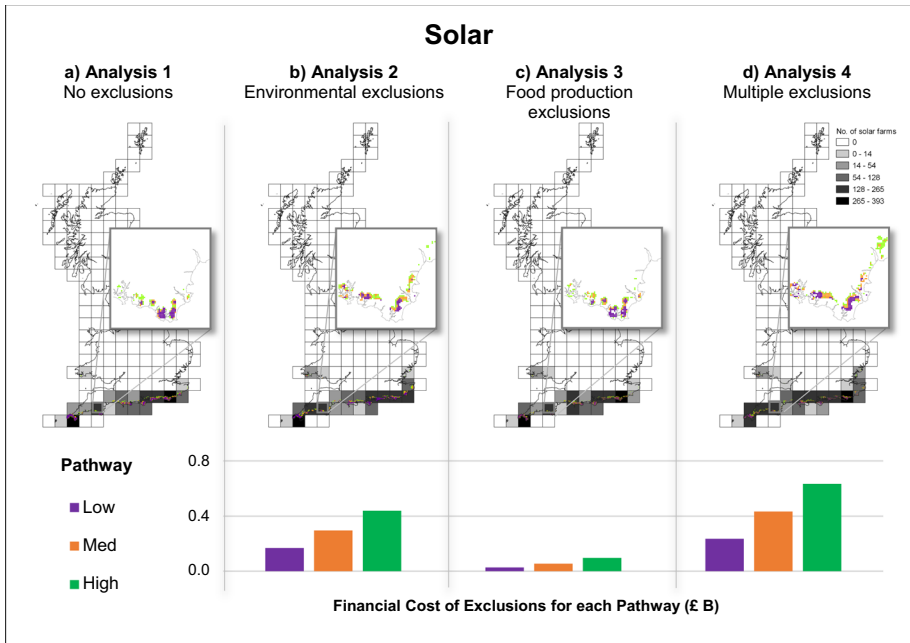 Solar
a) Analysis 1
No exclusions
b) Analysis 2
Environmental exclusions
c) Analysis 3
Food production
exclusions
d) Analysis 4
Multiple exclusions
No. of solar farms
0
0 - 14
14 - 54
54 - 128
128 - 265
265 - 393
Pathway
Low
Med
High
0.8
0.4
0.0
Financial Cost of Exclusions for each Pathway (£ B)